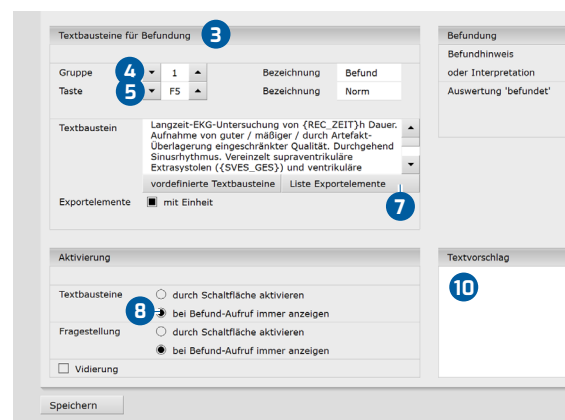 Textbausteine für Befundung 3
Gruppe 4 1 Bezeichnung Befund
Taste 5 F5 Bezeichnung Norm
Textbaustein
Langzeit-EKG-Untersuchung von {REC_ZEIT}h Dauer.
Aufnahme von guter / mäßiger / durch Artefakt-
Überlagerung eingeschränkter Qualität. Durchgehend
Sinusrhythmus. Vereinzelt supraventrikuläre
Extrasystolen ({SVES_GES}) und ventrikuläre
vordefinierte Textbausteine Liste Exportelemente
7
Exportelemente mit Einheit
Befundung
Befundhinweis
oder Interpretation
Auswertung 'befundet'
Aktivierung
Textbausteine durch Schaltfläche aktivieren
8 bei Befund-Aufruf immer anzeigen
Fragestellung durch Schaltfläche aktivieren
bei Befund-Aufruf immer anzeigen
Vidierung
Textvorschlag
10
Speichern